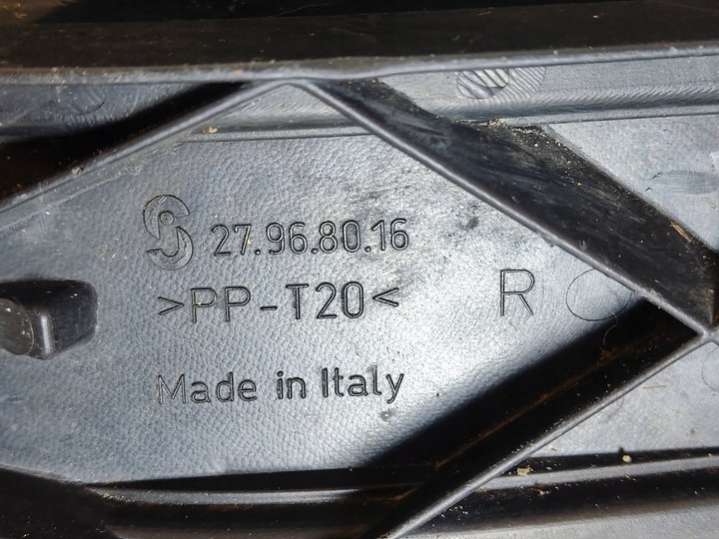 27.96.80.16
>PP-T20<
R
Made in Italy